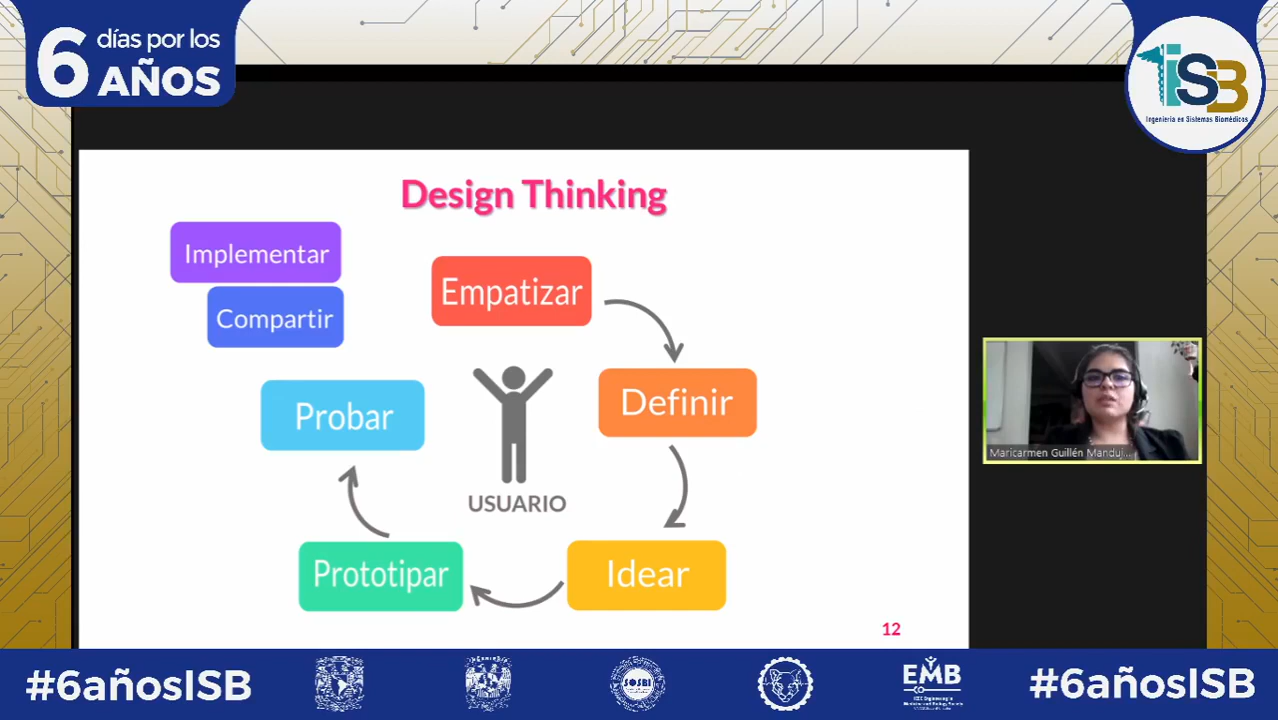 6 días por los
AÑOS
iSB
Ingeniería en Sistemas Biomédicos
Design Thinking
Implementar
Compartir
Empatizar
Definir
Probar
USUARIO
Prototipar
Idear
12
Maricarmen Guillén Manduj...
#6añosISB
SOSBI
EMB
#6añosISB